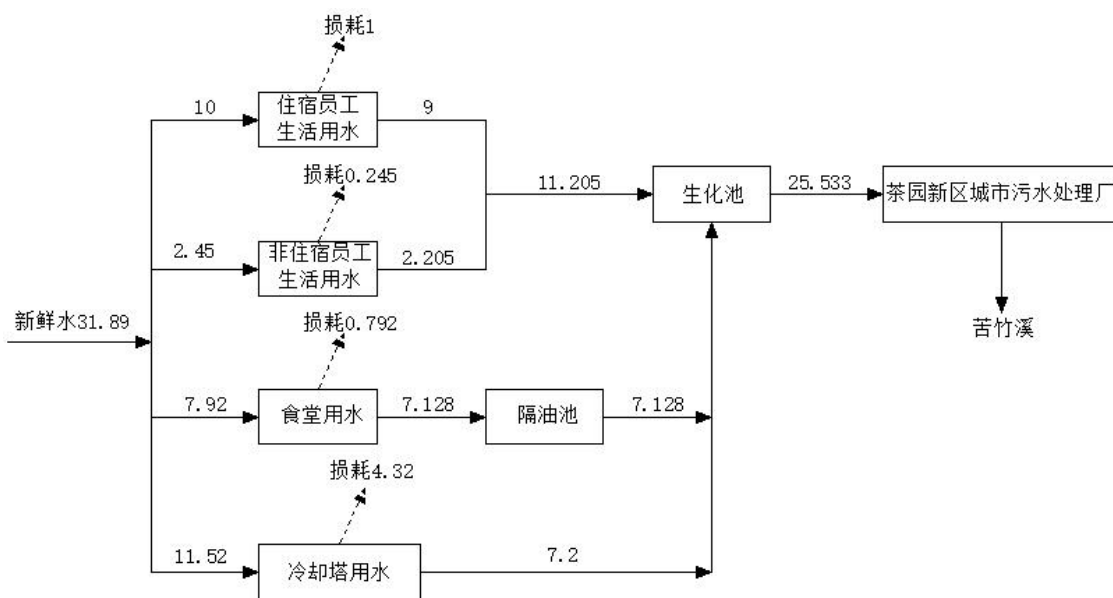 损耗1
10
住宿员工
生活用水
9
损耗0.245
11.205
生化池
25.533
茶园新区城市污水处理厂
2.45
非住宿员工
生活用水
2.205
新鲜水31.89
损耗0.792
苦竹溪
7.92
食堂用水
7.128
隔油池
7.128
损耗4.32
11.52
冷却塔用水
7.2